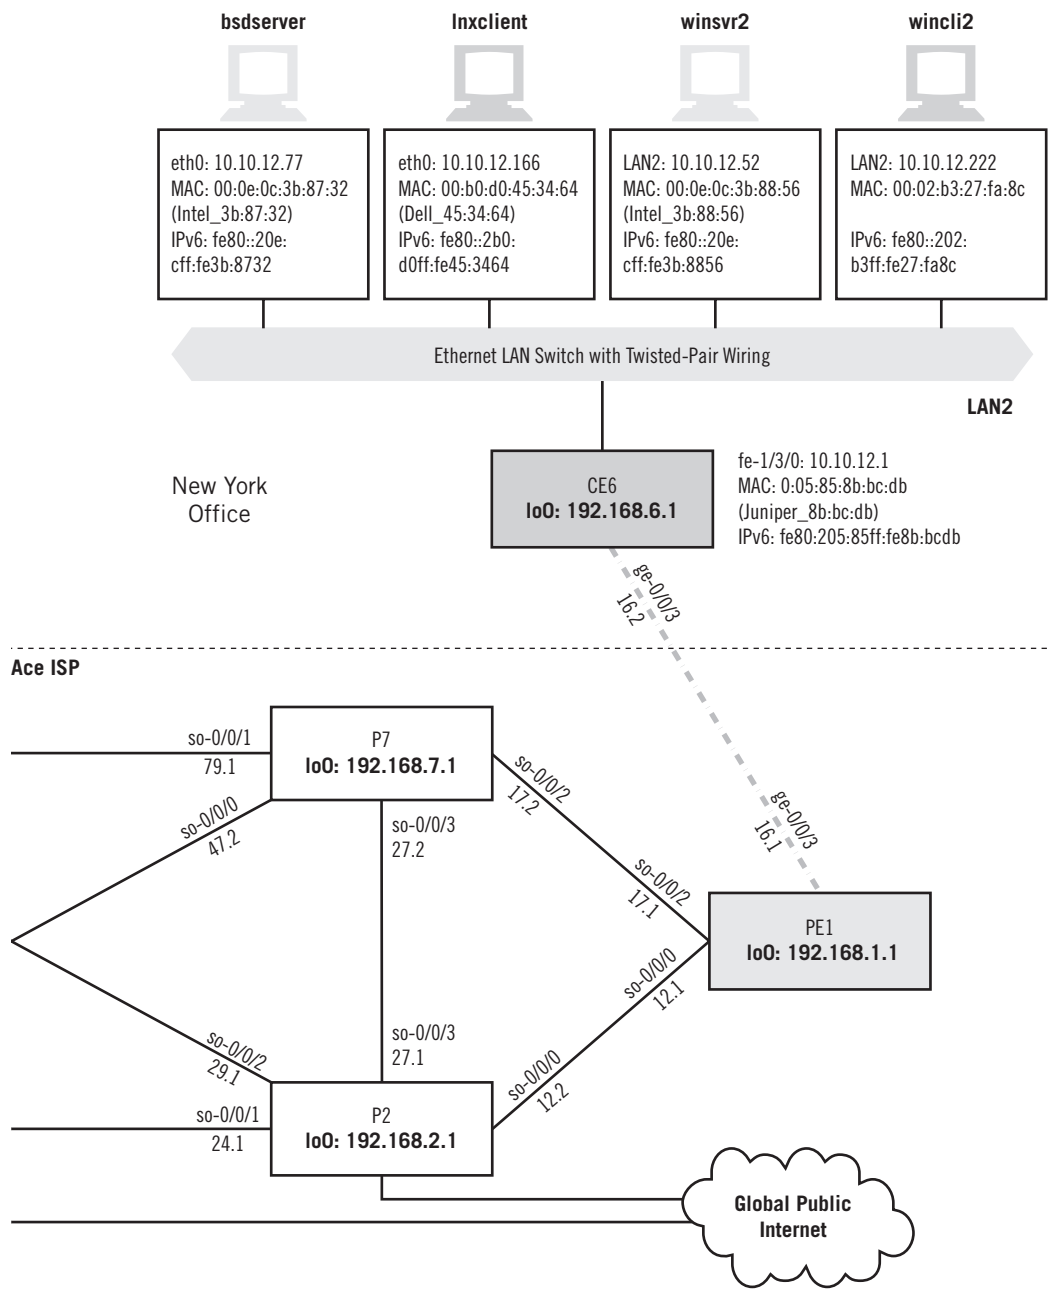 bsdserver
lnxclient
winsvr2
wincli2
eth0: 10.10.12.77
MAC: 00:0e:0c:3b:87:32
(Intel_3b:87:32)
IPv6: fe80::20e:
cff:fe3b:8732
eth0: 10.10.12.166
MAC: 00:b0:d0:45:34:64
(Dell_45:34:64)
IPv6: fe80::2b0:
d0ff:fe45:3464
LAN2: 10.10.12.52
MAC: 00:0e:0c:3b:88:56
(Intel_3b:88:56)
IPv6: fe80::20e:
cff:fe3b:8856
LAN2: 10.10.12.222
MAC: 00:02:b3:27:fa:8c
IPv6: fe80::202:
b3ff:fe27:fa8c
Ethernet LAN Switch with Twisted-Pair Wiring
LAN2
New York
Office
CE6
lo0: 192.168.6.1
fe-1/3/0: 10.10.12.1
MAC: 0:05:85:8b:bc:db
(Juniper_8b:bc:db)
IPv6: fe80:205:85ff:fe8b:bcdb
ge-0/0/3
16.2
Ace ISP
so-0/0/1
79.1
P7
lo0: 192.168.7.1
so-0/0/2
17.2
so-0/0/0
47.2
so-0/0/3
27.2
ge-0/0/3
16.1
so-0/0/2
17.1
PE1
lo0: 192.168.1.1
so-0/0/0
12.1
so-0/0/2
29.1
so-0/0/3
27.1
so-0/0/0
12.2
so-0/0/1
24.1
P2
lo0: 192.168.2.1
Global Public
Internet